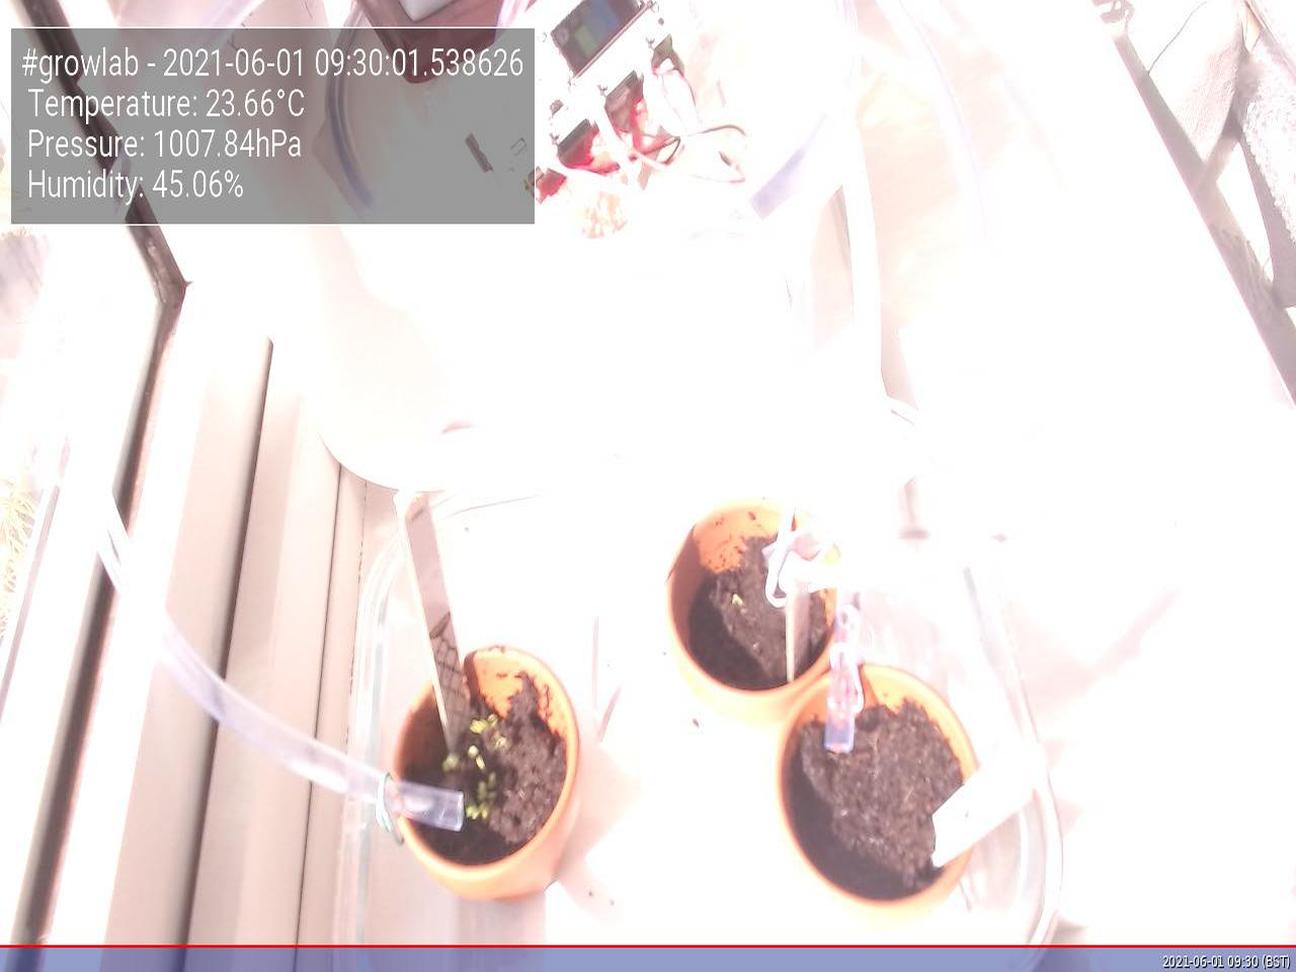 #growlab - 2021-06-01 09:30:01.538626
Temperature: 23.66°C
Pressure: 1007.84hPa
Humidity: 45.06%
2021-06-01 09:30 (BST)